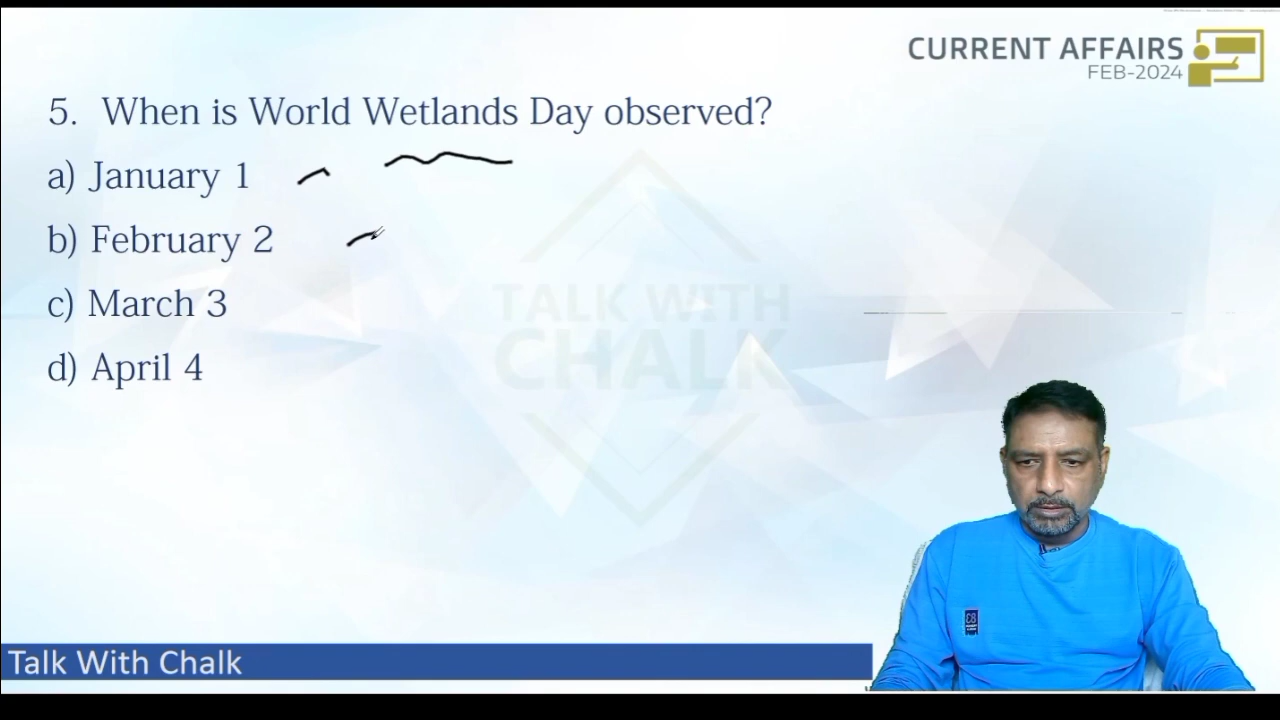 CURRENT AFFAIRS
FEB-2024
5. When is World Wetlands Day observed?
a) January 1
b) February 2
c) March 3
d) April 4
TALK WITH
CHALK
Talk With Chalk